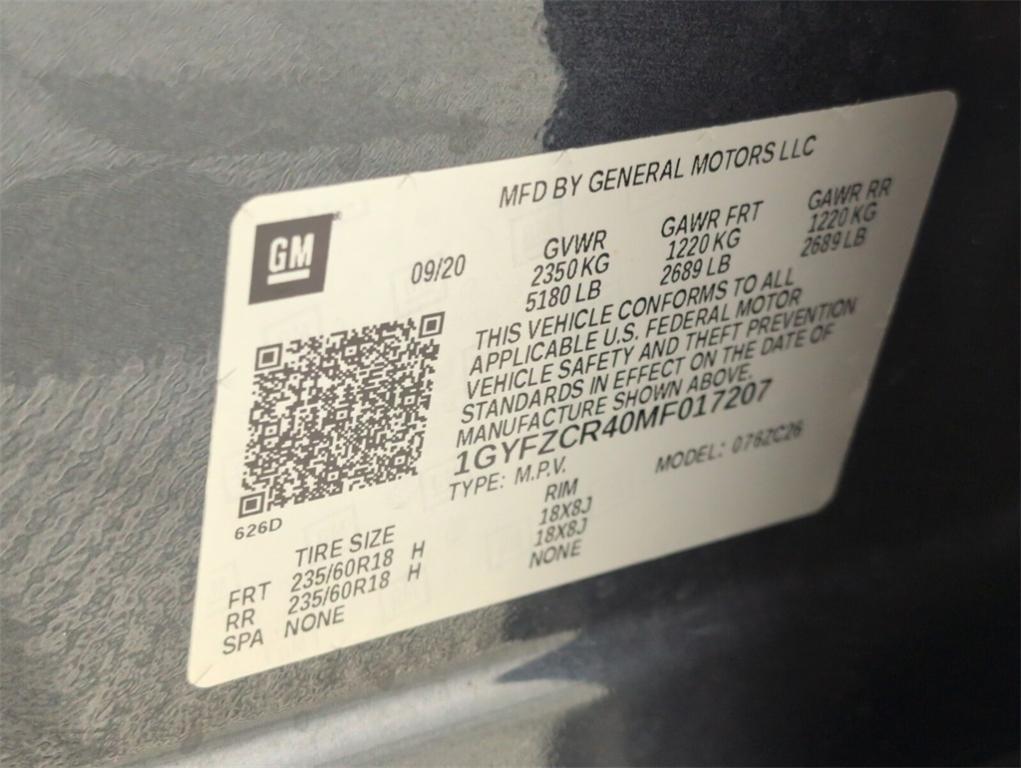 MFD BY GENERAL MOTORS LLC
GM
09/20
GVWR
2350 KG
5180 LB
GAWR FRT
1220 KG
2689 LB
GAWR RR
1220 KG
2689 LB
THIS VEHICLE CONFORMS TO ALL
APPLICABLE U.S. FEDERAL MOTOR
VEHICLE SAFETY AND THEFT PREVENTION
STANDARDS IN EFFECT ON THE DATE OF
MANUFACTURE SHOWN ABOVE.
1GYFZCR40MF017207
TYPE: M.P.V. MODEL: 076ZC26
626D
TIRE SIZE RIM
FRT 235/60R18 H 18X8J
RR 235/60R18 H 18X8J
SPA NONE NONE